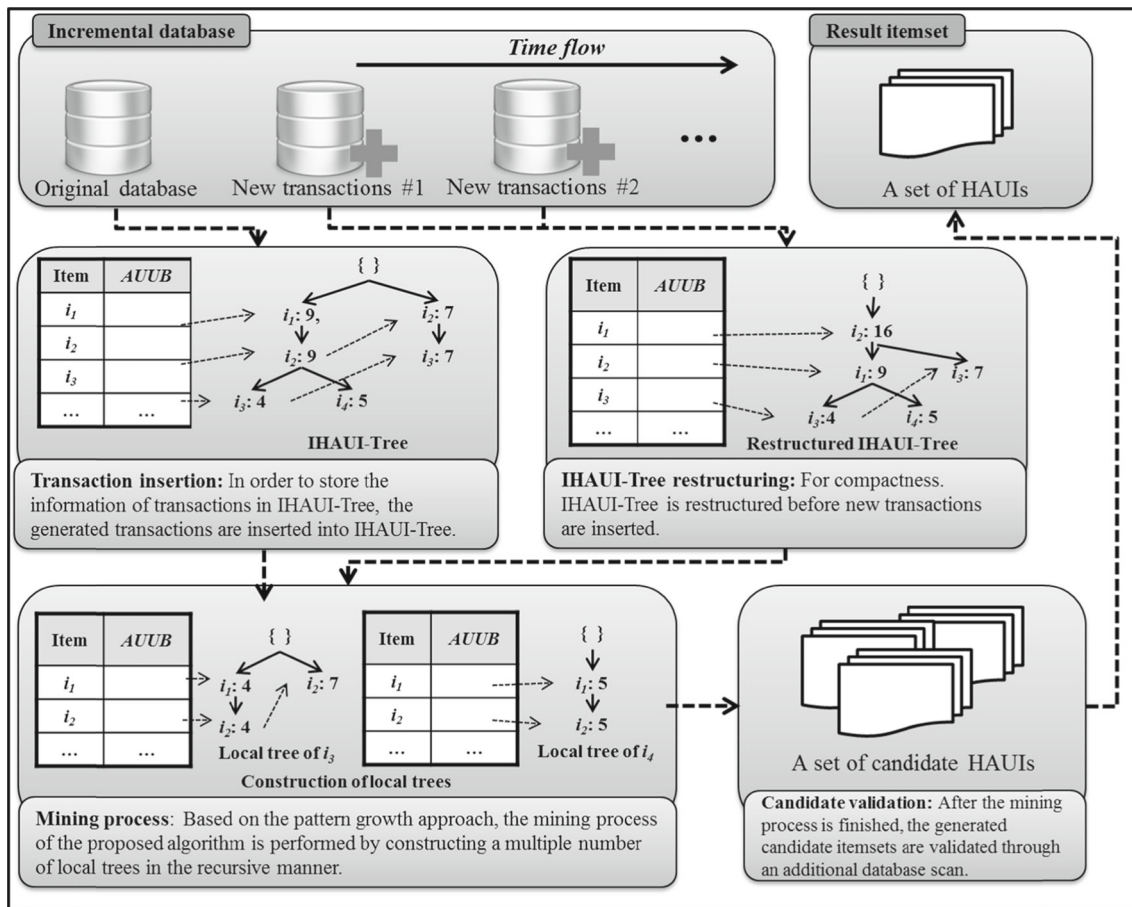 Incremental database
Time flow
Original database
New transactions #1
New transactions #2
...
Result itemset
A set of HAUIs
Item AUUB
i1
i2
i3
... ...
{ }
i1: 9, i2: 7
i2: 9 i3: 7
i3: 4 i4: 5
IHAUI-Tree
Transaction insertion: In order to store the
information of transactions in IHAUI-Tree, the
generated transactions are inserted into IHAUI-Tree.
Item AUUB
i1
i2
i3
... ...
{ }
i2: 16
i1: 9 i3: 7
i3:4 i4: 5
Restructured IHAUI-Tree
IHAUI-Tree restructuring: For compactness.
IHAUI-Tree is restructured before new transactions
are inserted.
Item AUUB
i1
i2
... ...
{ }
i1: 4 i2: 7
i2: 4
Local tree of i3
Item AUUB
i1
i2
... ...
{ }
i1: 5
i2: 5
Local tree of i4
Construction of local trees
Mining process: Based on the pattern growth approach, the mining process
of the proposed algorithm is performed by constructing a multiple number
of local trees in the recursive manner.
A set of candidate HAUIs
Candidate validation: After the mining
process is finished, the generated
candidate itemsets are validated through
an additional database scan.